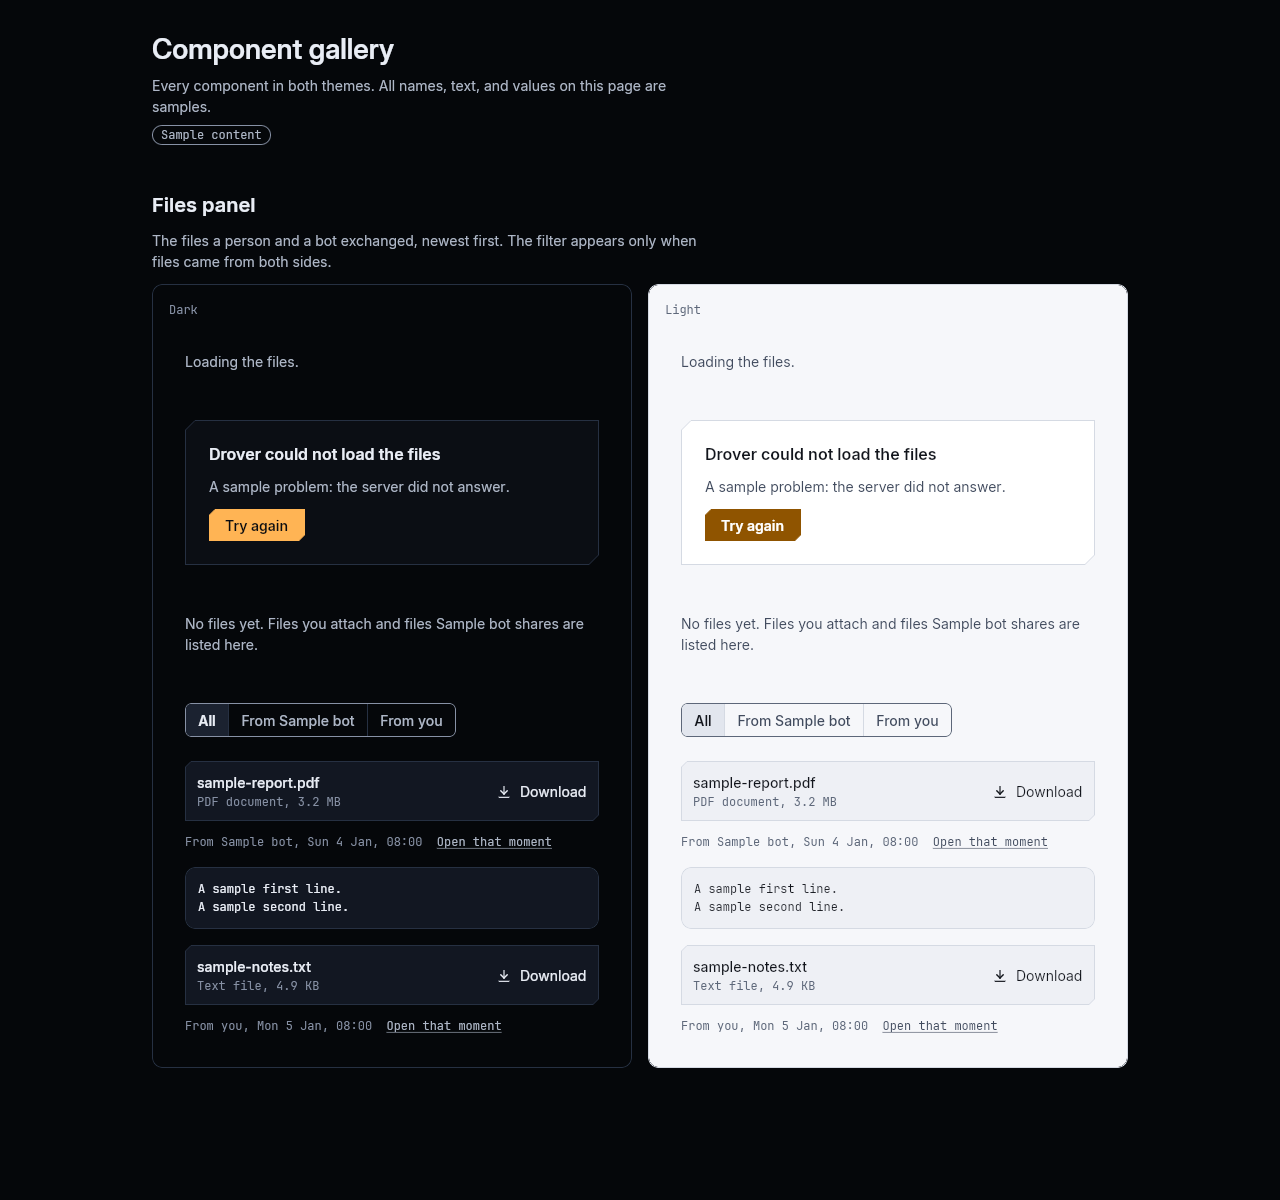 Component gallery
Every component in both themes. All names, text, and values on this page are
samples.
Sample content
Files panel
The files a person and a bot exchanged, newest first. The filter appears only when
files came from both sides.
Dark
Loading the files.
Drover could not load the files
A sample problem: the server did not answer.
Try again
No files yet. Files you attach and files Sample bot shares are
listed here.
All From Sample bot From you
sample-report.pdf
PDF document, 3.2 MB
Download
From Sample bot, Sun 4 Jan, 08:00 Open that moment
A sample first line.
A sample second line.
sample-notes.txt
Text file, 4.9 KB
Download
From you, Mon 5 Jan, 08:00 Open that moment
Light
Loading the files.
Drover could not load the files
A sample problem: the server did not answer.
Try again
No files yet. Files you attach and files Sample bot shares are
listed here.
All From Sample bot From you
sample-report.pdf
PDF document, 3.2 MB
Download
From Sample bot, Sun 4 Jan, 08:00 Open that moment
A sample first line.
A sample second line.
sample-notes.txt
Text file, 4.9 KB
Download
From you, Mon 5 Jan, 08:00 Open that moment